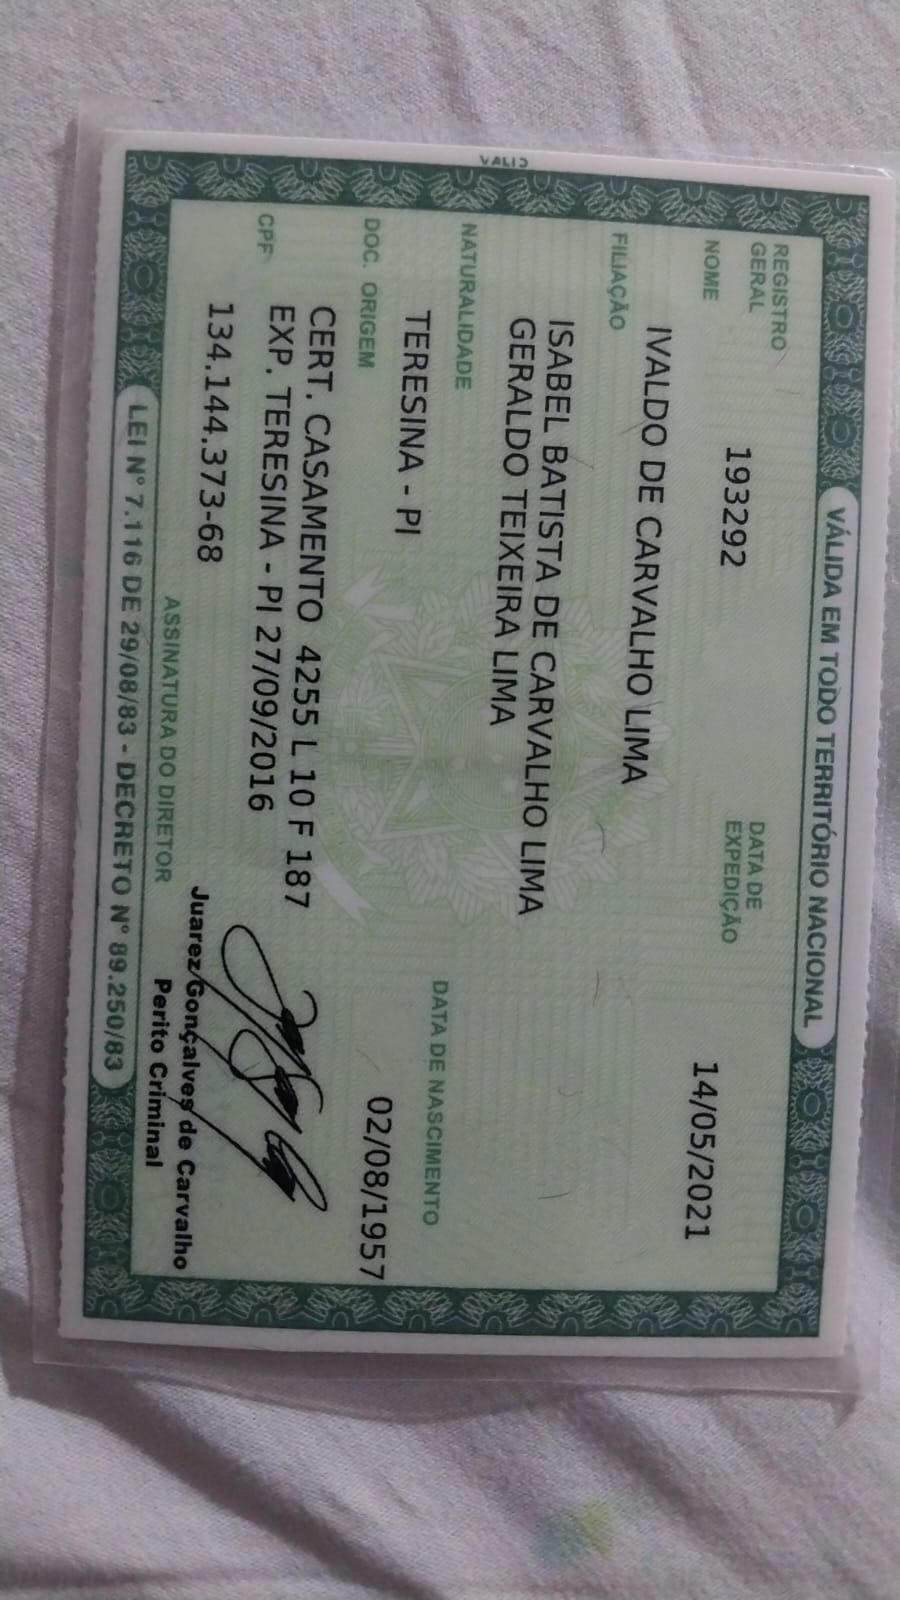 VÁLIDA EM TODO TERRITÓRIO NACIONAL
REGISTRO
GERAL
193292
DATA DE
EXPEDIÇÃO
14/05/2021
NOME
IVALDO DE CARVALHO LIMA
FILIAÇÃO
ISABEL BATISTA DE CARVALHO LIMA
GERALDO TEIXEIRA LIMA
NATURALIDADE
TERESINA - PI
DATA DE NASCIMENTO
02/08/1957
DOC. ORIGEM
CERT. CASAMENTO 4255 L 10 F 187
EXP. TERESINA - PI 27/09/2016
CPF
134.144.373-68
Juarez Gonçalves de Carvalho
Perito Criminal
ASSINATURA DO DIRETOR
LEI Nº 7.116 DE 29/08/83 - DECRETO Nº 89.250/83